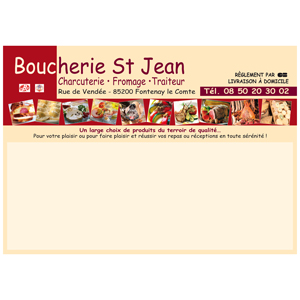 Boucherie St Jean
Charcuterie • Fromage • Traiteur
RÈGLEMENT PAR
LIVRAISON À DOMICILE
Rue de Vendée - 85200 Fontenay le Comte
Tél. 08 50 20 30 02
Un large choix de produits du terroir de qualité...
Pour votre plaisir ou pour faire plaisir et réussir vos repas ou réceptions en toute sérénité !